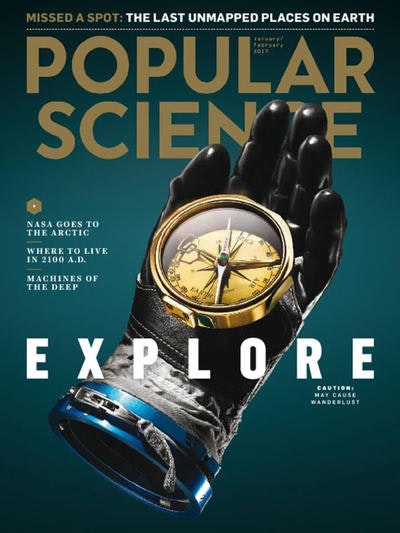 MISSED A SPOT: THE LAST UNMAPPED PLACES ON EARTH
January/
February
2017
POPULAR
SCIENCE
NASA GOES TO
THE ARCTIC
WHERE TO LIVE
IN 2100 A.D.
MACHINES OF
THE DEEP
EXPLORE
CAUTION:
MAY CAUSE
WANDERLUST